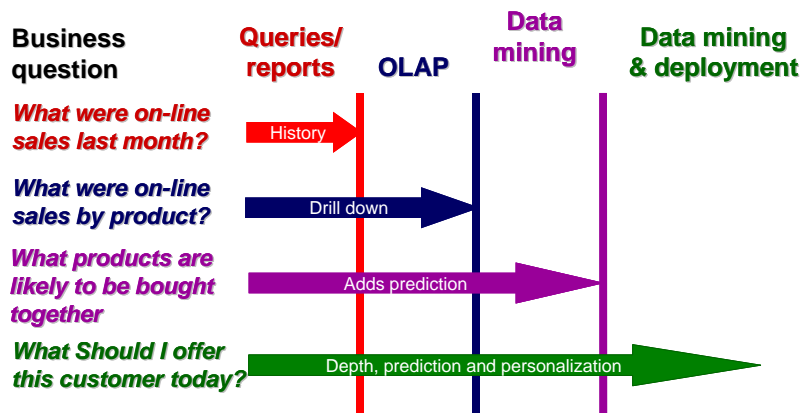 Business
question
Queries/
reports
OLAP
Data
mining
Data mining
& deployment
What were on-line
sales last month?
History
What were on-line
sales by product?
Drill down
What products are
likely to be bought
together
Adds prediction
What Should I offer
this customer today?
Depth, prediction and personalization